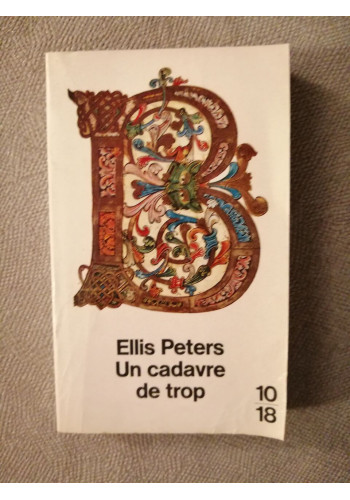 Ellis Peters
Un cadavre
de trop
10
18